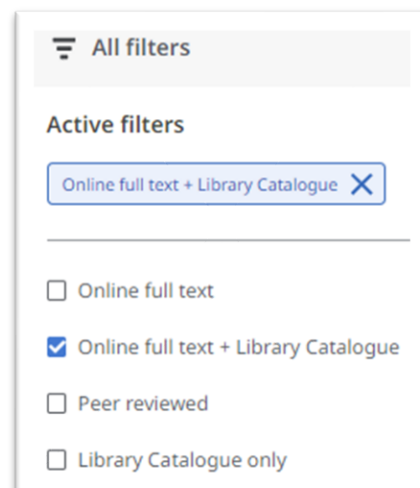 All filters
Active filters
Online full text + Library Catalogue
Online full text
Online full text + Library Catalogue
Peer reviewed
Library Catalogue only